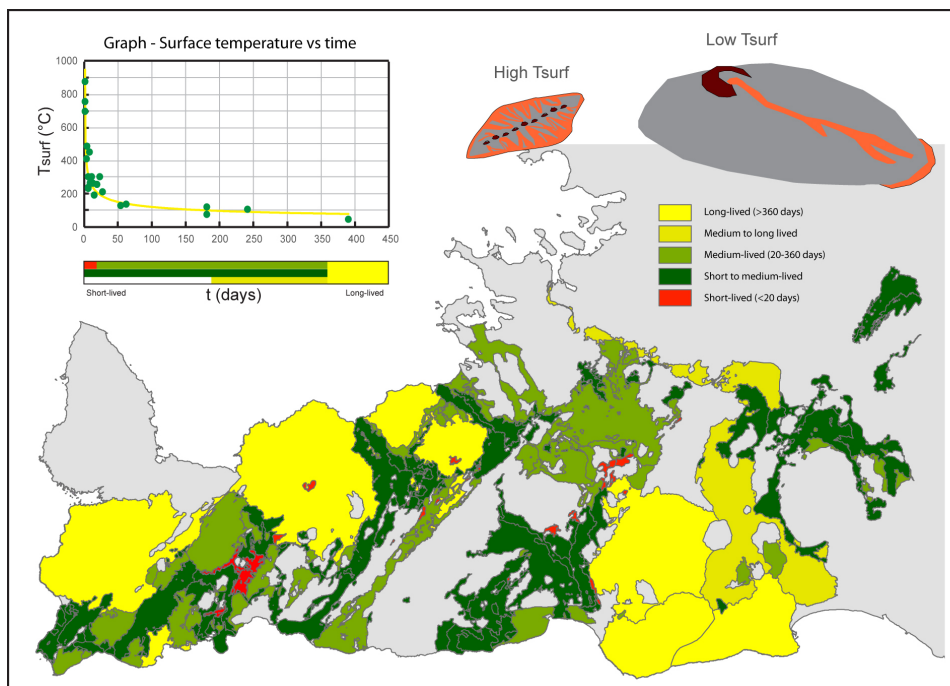 Graph - Surface temperature vs time
1000
800
600
400
200
0
Tsurf (°C)
0 50 100 150 200 250 300 350 400 450
Short-lived
t (days)
Long-lived
High Tsurf
Low Tsurf
Long-lived (>360 days)
Medium to long lived
Medium-lived (20-360 days)
Short to medium-lived
Short-lived (<20 days)